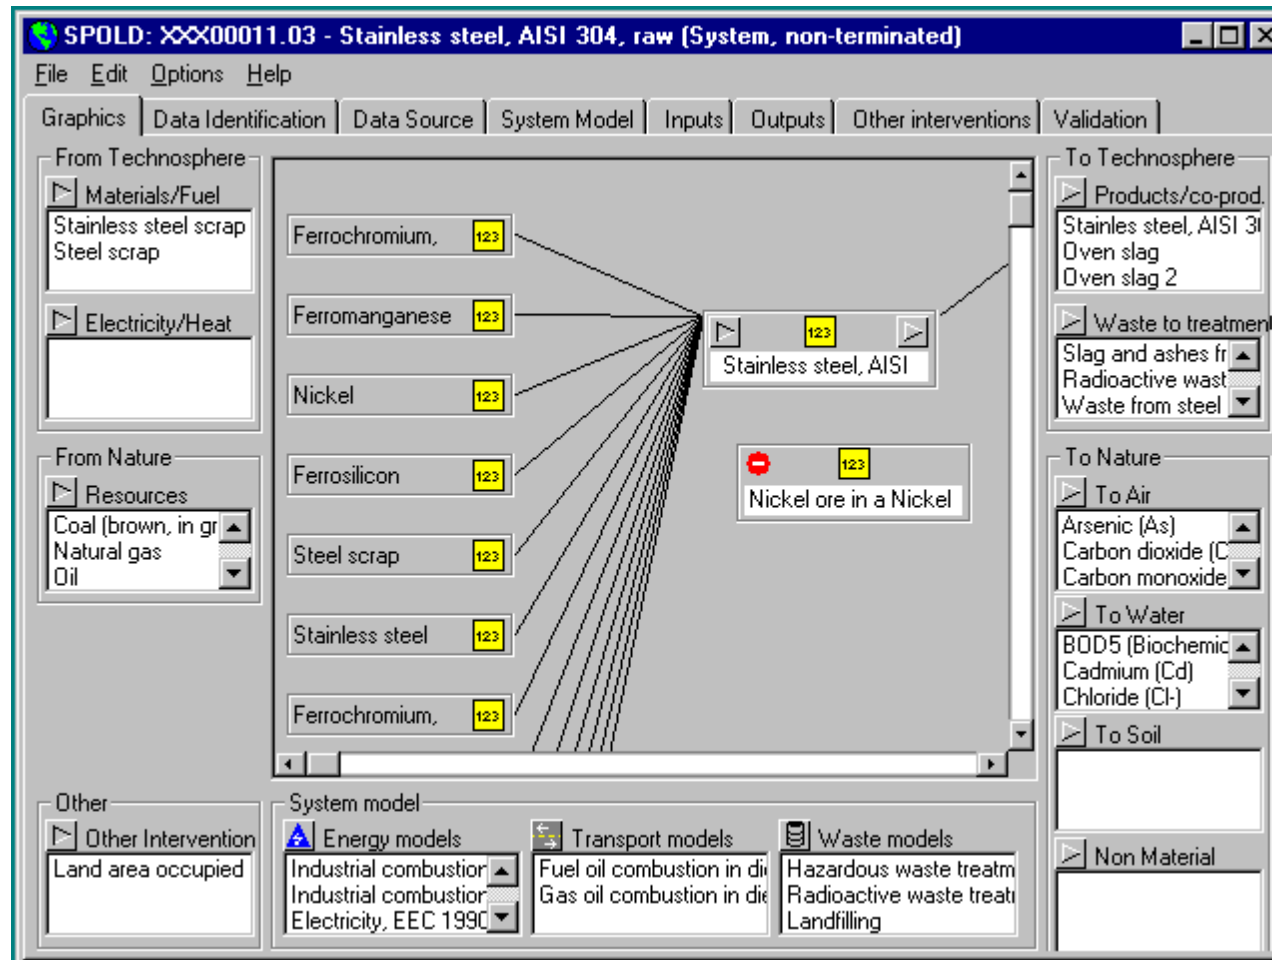 SPOLD: XXX00011.03 - Stainless steel, AISI 304, raw (System, non-terminated)
File Edit Options Help
Graphics Data Identification Data Source System Model Inputs Outputs Other interventions Validation
From Technosphere
Materials/Fuel
Stainless steel scrap
Steel scrap
Electricity/Heat
From Nature
Resources
Coal (brown, in gr
Natural gas
Oil
Other
Other Intervention
Land area occupied
Ferrochromium, 123
Ferromanganese 123
Nickel 123
Ferrosilicon 123
Steel scrap 123
Stainless steel 123
Ferrochromium, 123
123
Stainless steel, AISI
123
Nickel ore in a Nickel
System model
Energy models
Industrial combustion
Industrial combustion
Electricity, EEC 1990
Transport models
Fuel oil combustion in die
Gas oil combustion in die
Waste models
Hazardous waste treatm
Radioactive waste treat
Landfilling
To Technosphere
Products/co-prod.
Stainles steel, AISI 30
Oven slag
Oven slag 2
Waste to treatment
Slag and ashes fr
Radioactive wast
Waste from steel
To Nature
To Air
Arsenic (As)
Carbon dioxide (C
Carbon monoxide
To Water
BOD5 (Biochemic
Cadmium (Cd)
Chloride (Cl-)
To Soil
Non Material